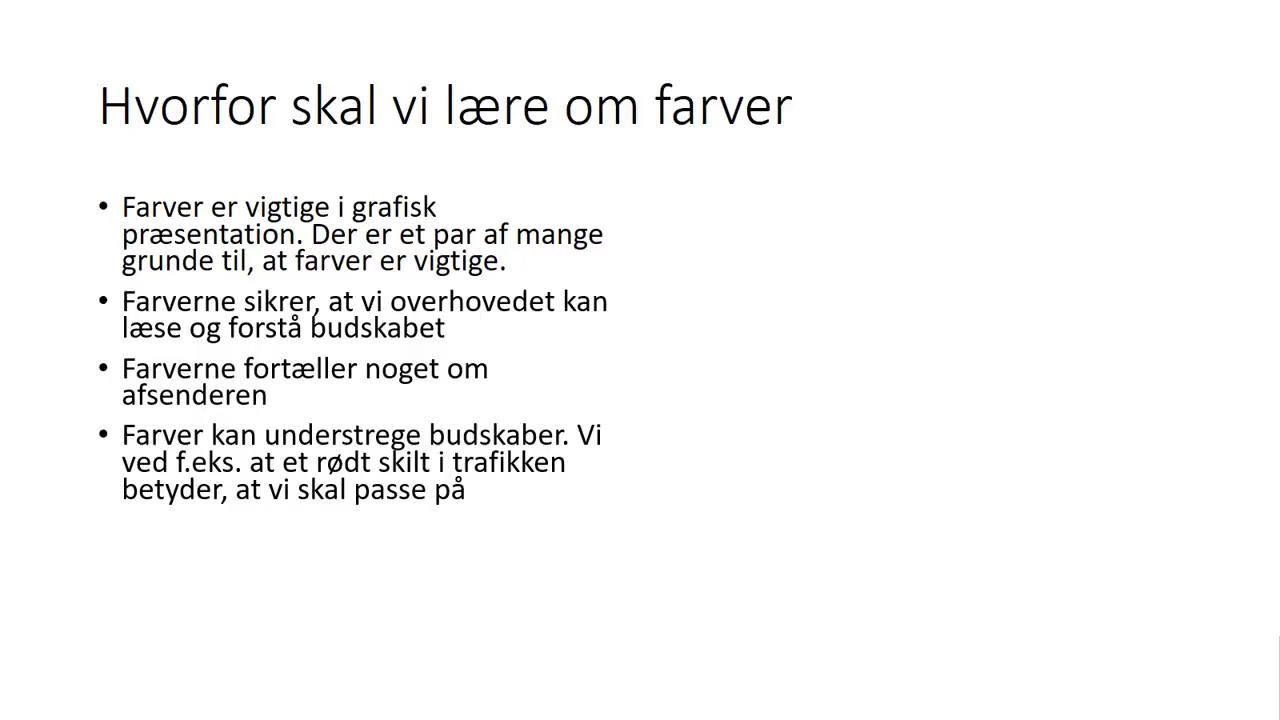 Hvorfor skal vi lære om farver
• Farver er vigtige i grafisk
præsentation. Der er et par af mange
grunde til, at farver er vigtige.
• Farverne sikrer, at vi overhovedet kan
læse og forstå budskabet
• Farverne fortæller noget om
afsenderen
• Farver kan understrege budskaber. Vi
ved f.eks. at et rødt skilt i trafikken
betyder, at vi skal passe på